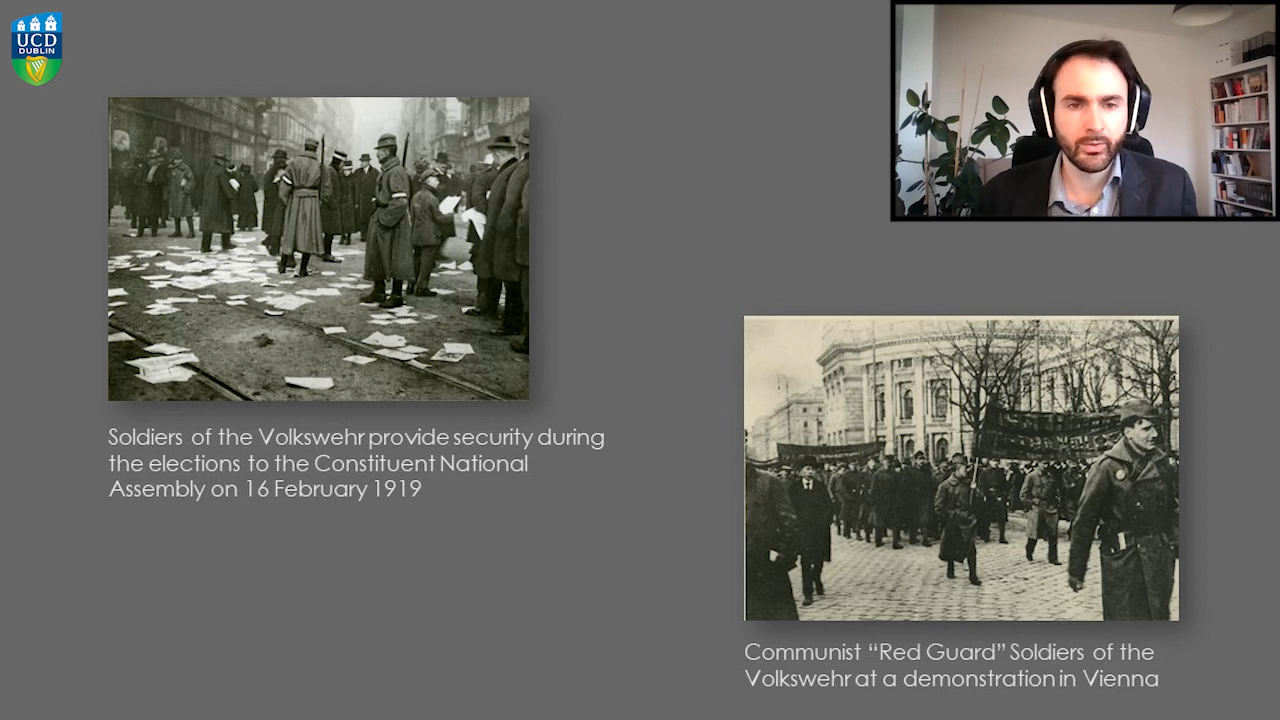 UCD
DUBLIN
Soldiers of the Volkswehr provide security during
the elections to the Constituent National
Assembly on 16 February 1919
Communist “Red Guard” Soldiers of the
Volkswehr at a demonstration in Vienna